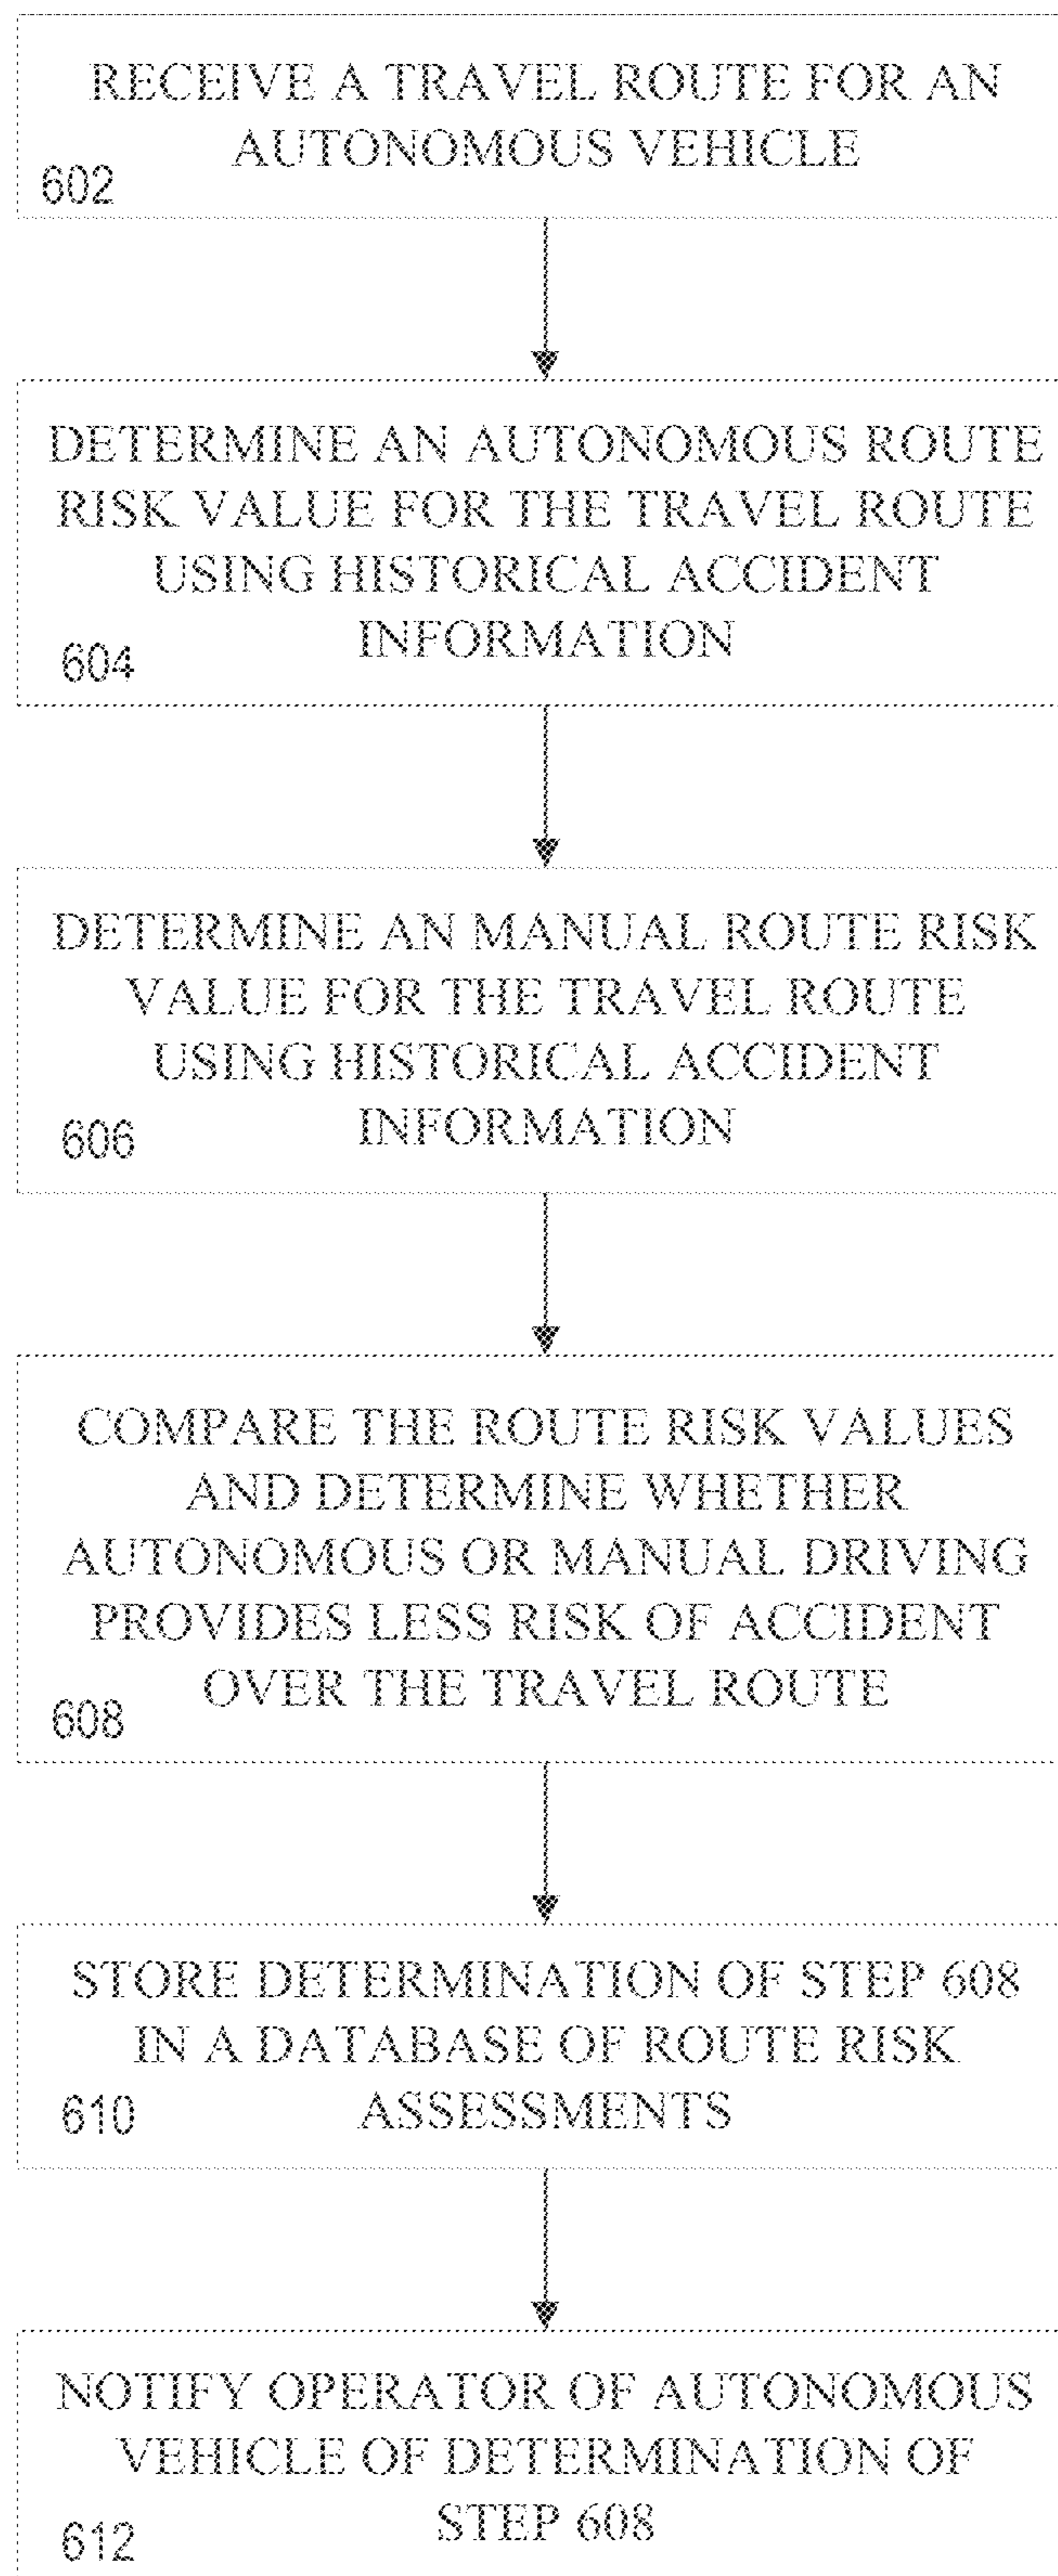 RECEIVE A TRAVEL ROUTE FOR AN
AUTONOMOUS VEHICLE
602
DETERMINE AN AUTONOMOUS ROUTE
RISK VALUE FOR THE TRAVEL ROUTE
USING HISTORICAL ACCIDENT
INFORMATION
604
DETERMINE AN MANUAL ROUTE RISK
VALUE FOR THE TRAVEL ROUTE
USING HISTORICAL ACCIDENT
INFORMATION
606
COMPARE THE ROUTE RISK VALUES
AND DETERMINE WHETHER
AUTONOMOUS OR MANUAL DRIVING
PROVIDES LESS RISK OF ACCIDENT
OVER THE TRAVEL ROUTE
608
STORE DETERMINATION OF STEP 608
IN A DATABASE OF ROUTE RISK
ASSESSMENTS
610
NOTIFY OPERATOR OF AUTONOMOUS
VEHICLE OF DETERMINATION OF
STEP 608
612